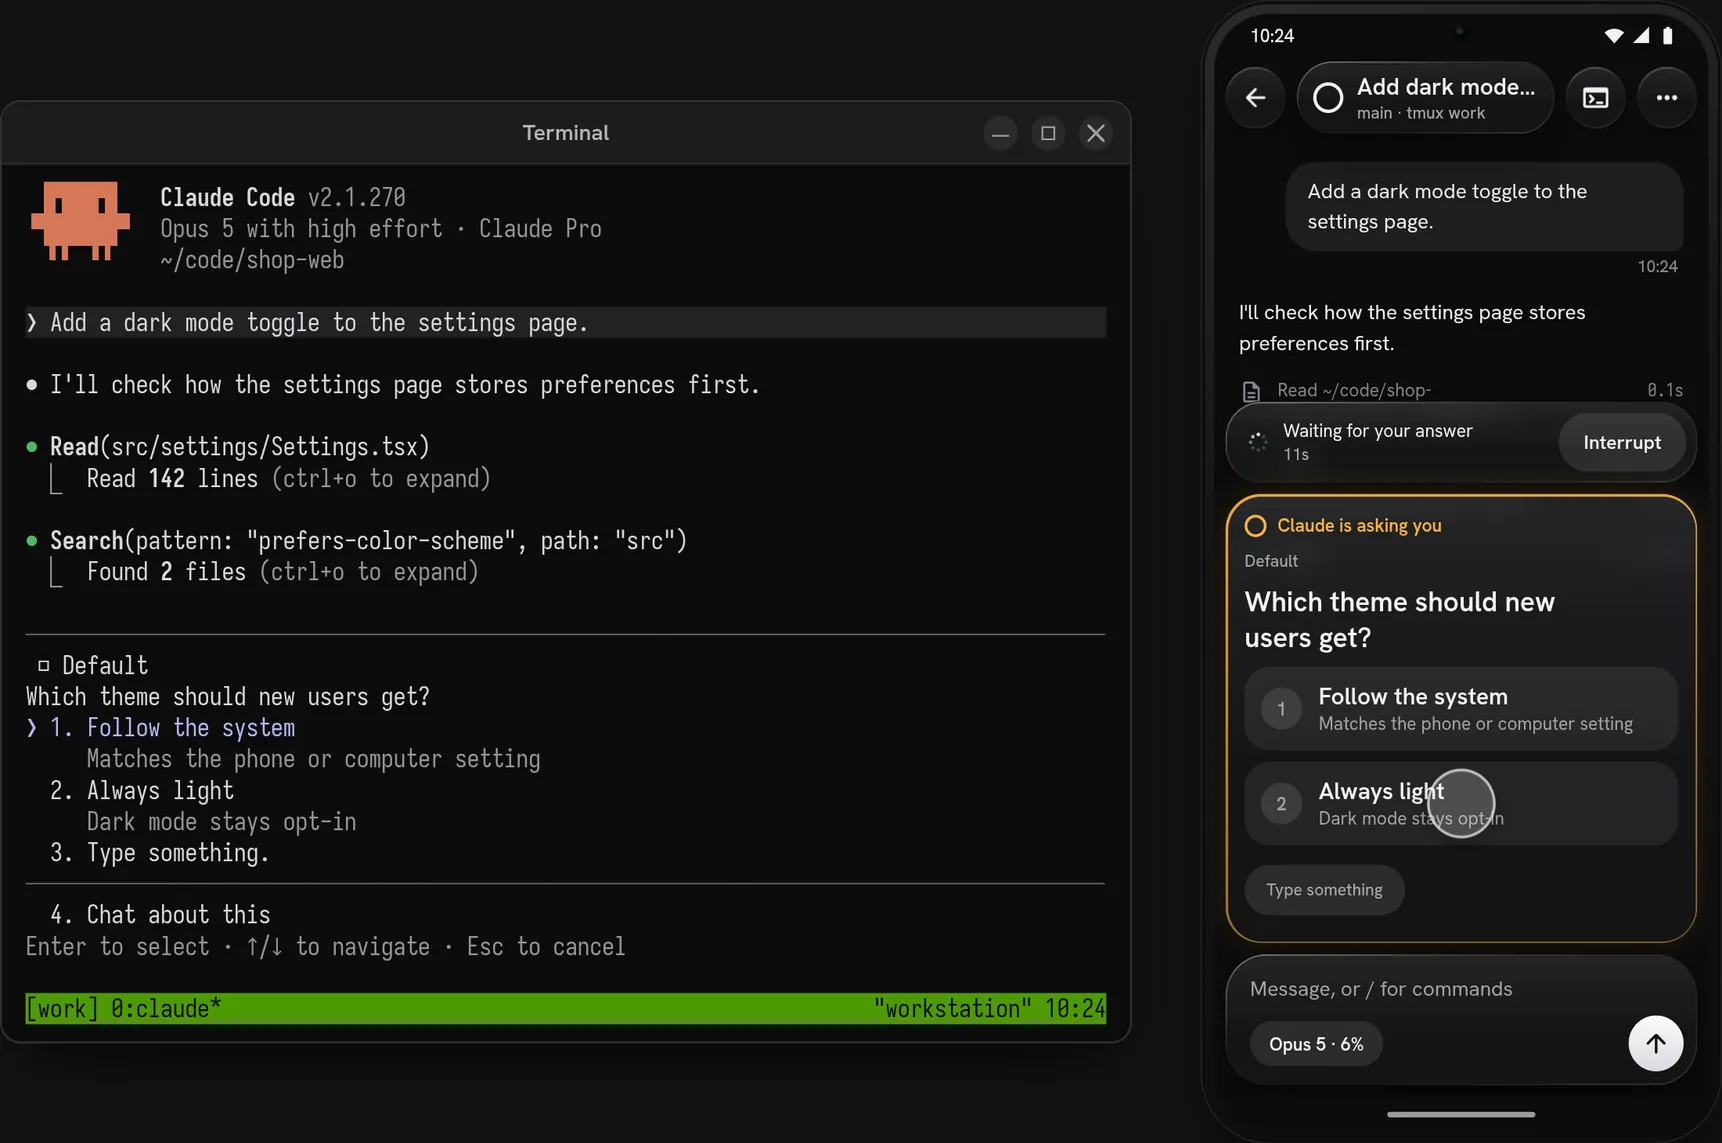 Terminal
Claude Code v2.1.270
Opus 5 with high effort · Claude Pro
~/code/shop-web
❯ Add a dark mode toggle to the settings page.
● I'll check how the settings page stores preferences first.
● Read(src/settings/Settings.tsx)
⎿ Read 142 lines (ctrl+o to expand)
● Search(pattern: "prefers-color-scheme", path: "src")
⎿ Found 2 files (ctrl+o to expand)
☐ Default
Which theme should new users get?
❯ 1. Follow the system
Matches the phone or computer setting
2. Always light
Dark mode stays opt-in
3. Type something.
4. Chat about this
Enter to select · ↑/↓ to navigate · Esc to cancel
[work] 0:claude* "workstation" 10:24
10:24
Add dark mode...
main · tmux work
Add a dark mode toggle to the
settings page.
10:24
I'll check how the settings page stores
preferences first.
Read ~/code/shop- 0.1s
Waiting for your answer
11s
Interrupt
Claude is asking you
Default
Which theme should new
users get?
1 Follow the system
Matches the phone or computer setting
2 Always light
Dark mode stays opt-in
Type something
Message, or / for commands
Opus 5 · 6%